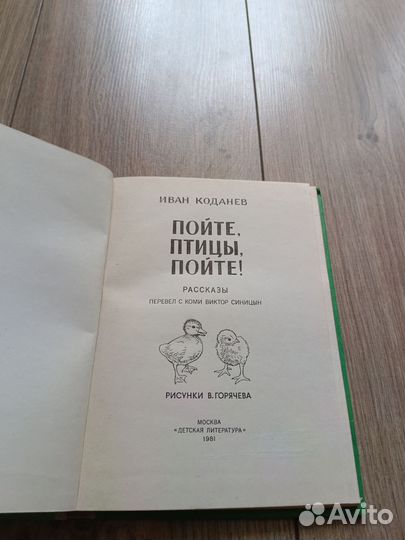 ИВАН КОДАНЕВ
ПОЙТЕ,
ПТИЦЫ,
ПОЙТЕ!
РАССКАЗЫ
ПЕРЕВЕЛ С КОМИ ВИКТОР СИНИЦЫН
РИСУНКИ В. ГОРЯЧЕВА
МОСКВА
«ДЕТСКАЯ ЛИТЕРАТУРА»
1981
Avito